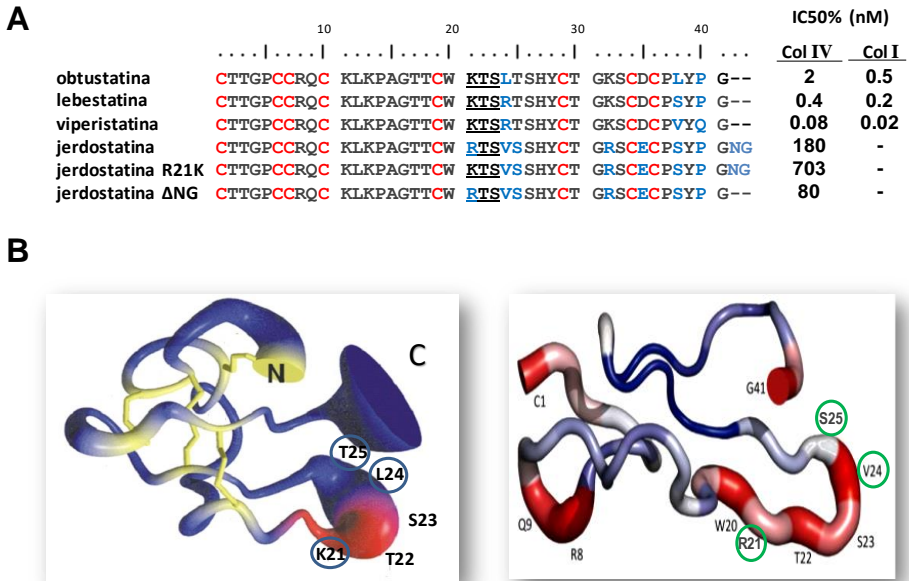 A
IC50% (nM)
10 20 30 40
Col IV Col I
obtustatina CTTGPCCRQC KLKPAGTTCW KTSLTSHYCT GKSCDCPLYP G-- 2 0.5
lebestatina CTTGPCCRQC KLKPAGTTCW KTSRTSHYCT GKSCDCPSYP G-- 0.4 0.2
viperistatina CTTGPCCRQC KLKPAGTTCW KTSRTSHYCT GKSCDCPVYQ G-- 0.08 0.02
jerdostatina CTTGPCCRQC KLKPAGTTCW RTSVSSHYCT GRSCECPSYP GNG 180 -
jerdostatina R21K CTTGPCCRQC KLKPAGTTCW KTSVSSHYCT GRSCECPSYP GNG 703 -
jerdostatina ΔNG CTTGPCCRQC KLKPAGTTCW RTSVSSHYCT GRSCECPSYP G-- 80 -
B
N
C
T25
L24
S23
K21
T22
C1
G41
S25
V24
Q9
R8
W20
R21
T22
S23